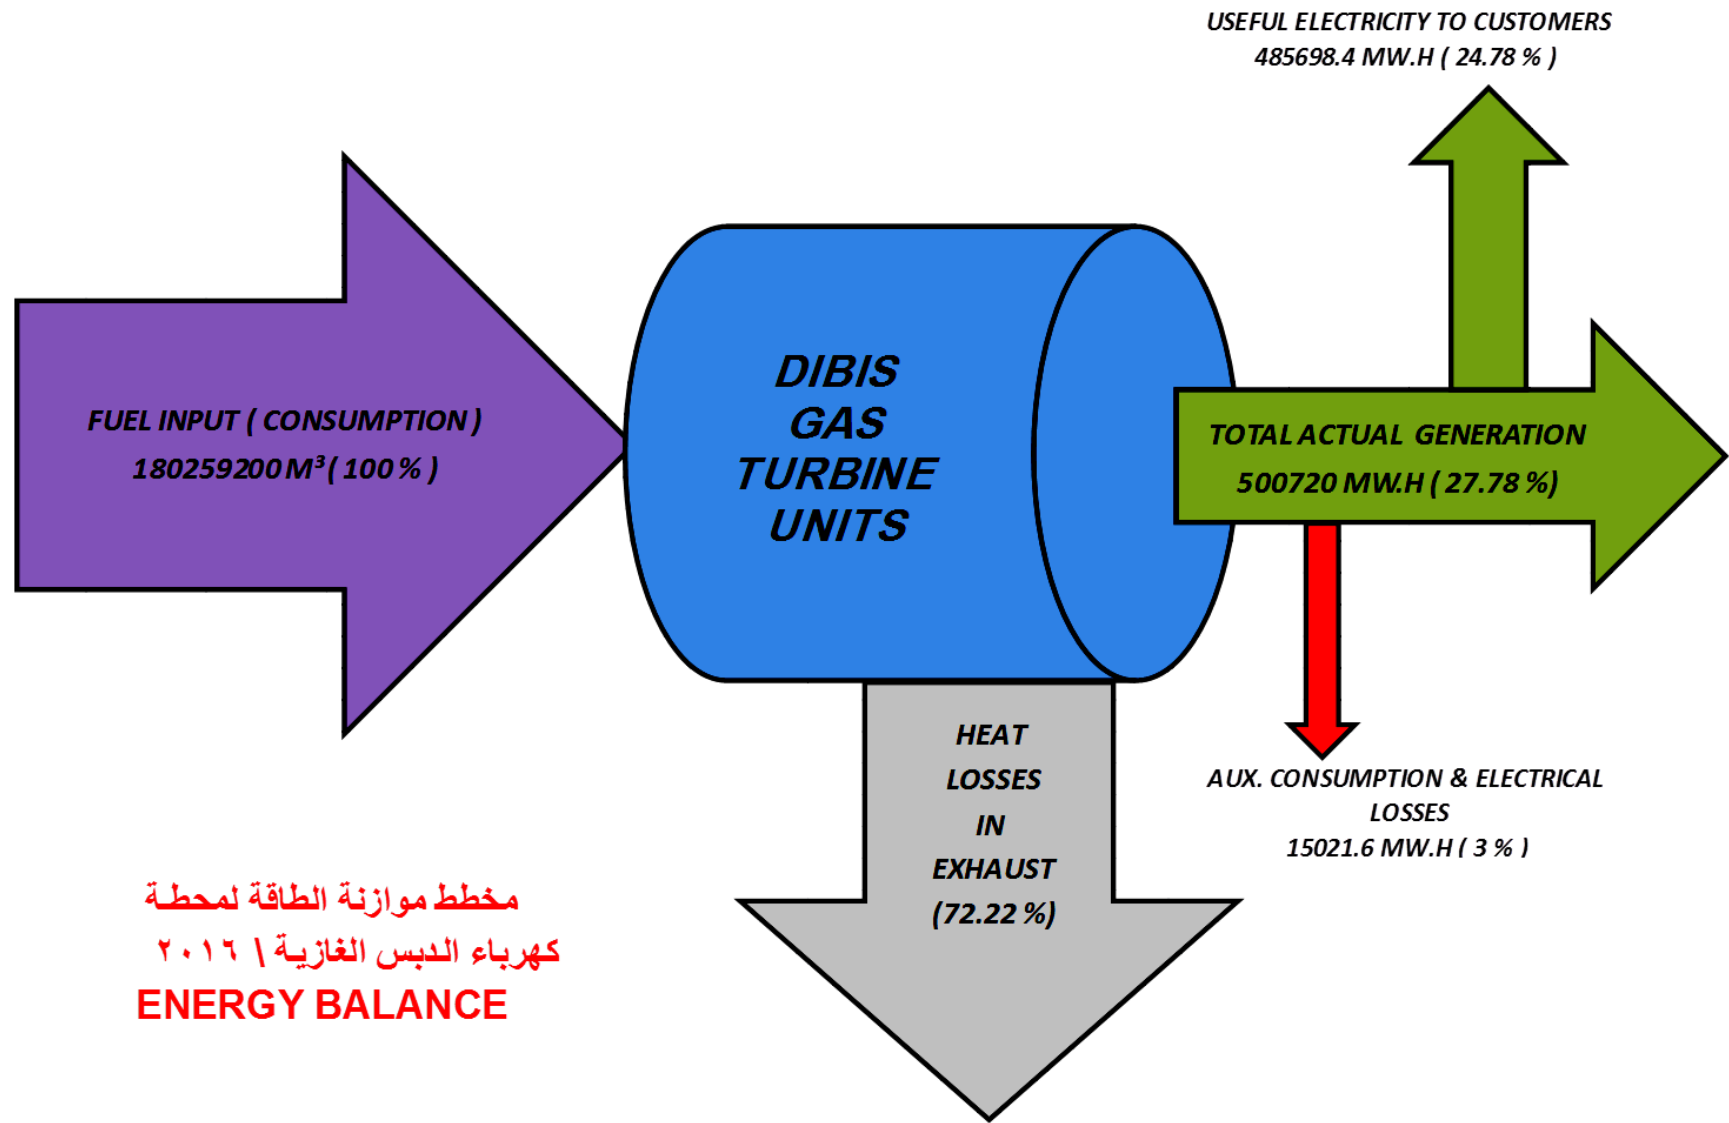 USEFUL ELECTRICITY TO CUSTOMERS
485698.4 MW.H ( 24.78 % )
FUEL INPUT ( CONSUMPTION )
180259200 M³ ( 100 % )
DIBIS
GAS
TURBINE
UNITS
TOTAL ACTUAL GENERATION
500720 MW.H ( 27.78 %)
HEAT
LOSSES
IN
EXHAUST
(72.22 %)
AUX. CONSUMPTION & ELECTRICAL
LOSSES
15021.6 MW.H ( 3 % )
مخطط موازنة الطاقة لمحطة
كهرباء الدبس الغازية \ ٢٠١٦
ENERGY BALANCE